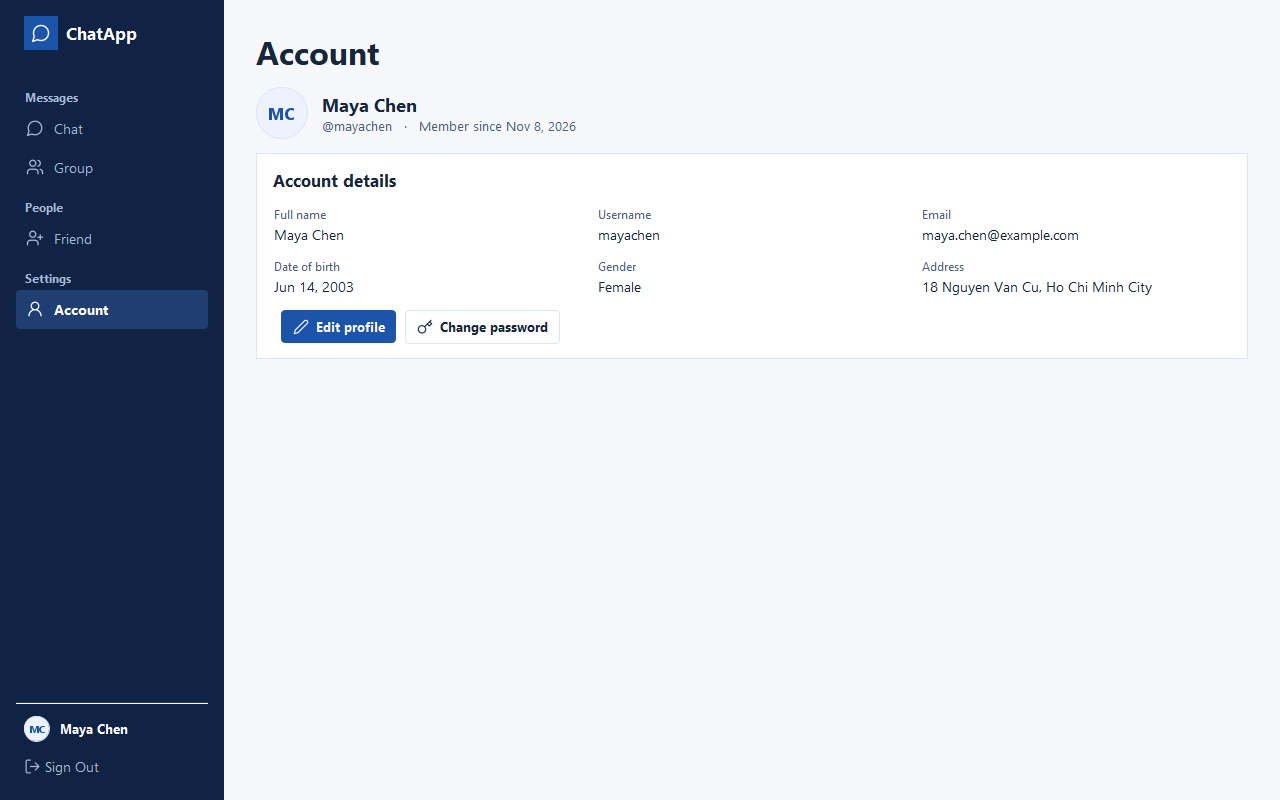 ChatApp
Messages
Chat
Group
People
Friend
Settings
Account
MC Maya Chen
Sign Out
Account
MC
Maya Chen
@mayachen · Member since Nov 8, 2026
Account details
Full name Username Email
Maya Chen mayachen maya.chen@example.com
Date of birth Gender Address
Jun 14, 2003 Female 18 Nguyen Van Cu, Ho Chi Minh City
Edit profile Change password